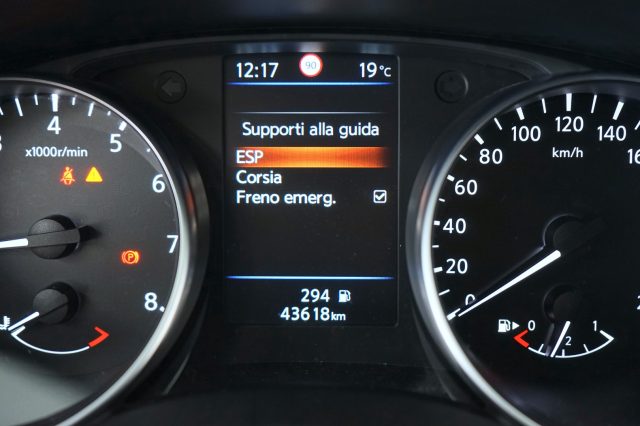 12:17 90 19°C
Supporti alla guida
ESP
Corsia
Freno emerg.
294
43618km
4 5 6 7 8
x1000r/min
P
0 20 40 60 80 100 120 140
km/h
0 1
2